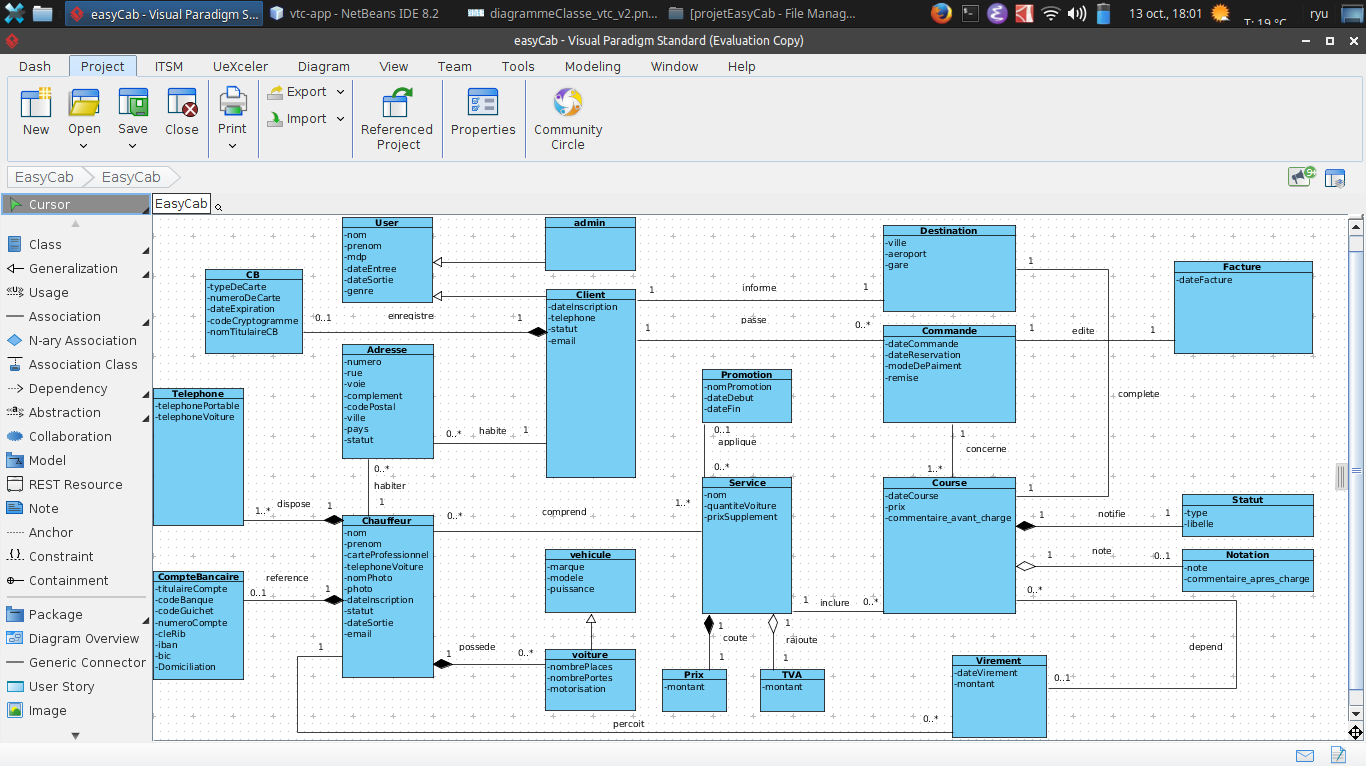 easyCab - Visual Paradigm S...
vtc-app - NetBeans IDE 8.2
diagrammeClasse_vtc_v2.pn...
[projetEasyCab - File Manag...
13 oct., 18:01
T: 19 °C
ryu
easyCab - Visual Paradigm Standard (Evaluation Copy)
Dash
Project
ITSM
UeXceler
Diagram
View
Team
Tools
Modeling
Window
Help
New
Open
Save
Close
Print
Export
Import
Referenced
Project
Properties
Community
Circle
EasyCab
EasyCab
9+
Cursor
Class
Generalization
Usage
Association
N-ary Association
Association Class
Dependency
Abstraction
Collaboration
Model
REST Resource
Note
Anchor
Constraint
Containment
Package
Diagram Overview
Generic Connector
User Story
Image
EasyCab
User
-nom
-prenom
-mdp
-dateEntree
-dateSortie
-genre
admin
CB
-typeDeCarte
-numeroDeCarte
-dateExpiration
-codeCryptogramme
-nomTitulaireCB
0..1
enregistre
1
Client
-dateInscription
-telephone
-statut
-email
1
informe
1
1
passe
0..*
Destination
-ville
-aeroport
-gare
1
Facture
-dateFacture
Commande
-dateCommande
-dateReservation
-modeDePaiment
-remise
1
edite
1
complete
Adresse
-numero
-rue
-voie
-complement
-codePostal
-ville
-pays
-statut
0..*
habite
1
Promotion
-nomPromotion
-dateDebut
-dateFin
0..1
applique
0..*
1
concerne
1..*
Telephone
-telephonePortable
-telephoneVoiture
0..*
habiter
1
1..*
dispose
1
Chauffeur
-nom
-prenom
-carteProfessionnel
-telephoneVoiture
-nomPhoto
-photo
-dateInscription
-statut
-dateSortie
-email
0..*
comprend
1..*
Service
-nom
-quantiteVoiture
-prixSupplement
Course
-dateCourse
-prix
-commentaire_avant_charge
1
1
notifie
1
Statut
-type
-libelle
1
note
0..1
Notation
-note
-commentaire_apres_charge
CompteBancaire
-titulaireCompte
-codeBanque
-codeGuichet
-numeroCompte
-cleRib
-iban
-bic
-Domiciliation
reference
0..1
1
vehicule
-marque
-modele
-puissance
1
inclure
0..*
0..*
1
coute
1
1
rajoute
1
1
1
possede
0..*
voiture
-nombrePlaces
-nombrePortes
-motorisation
Prix
-montant
TVA
-montant
Virement
-dateVirement
-montant
depend
0..1
percoit
0..*